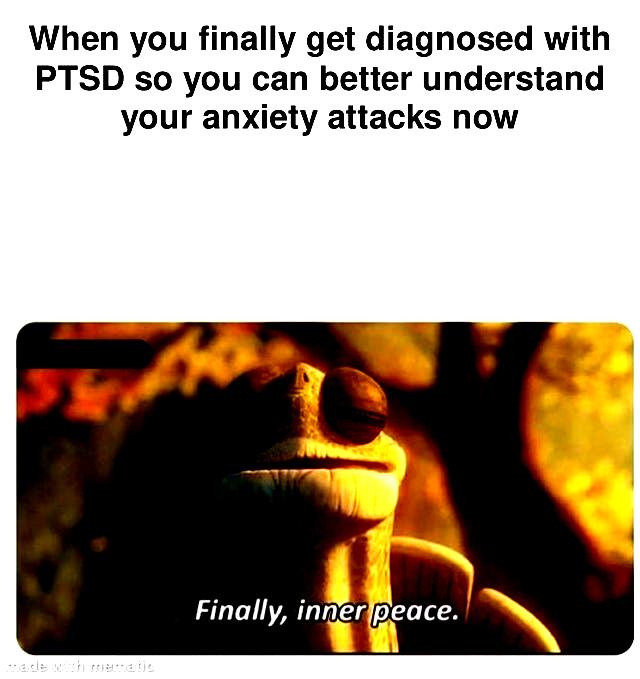 When you finally get diagnosed with
PTSD so you can better understand
your anxiety attacks now
Finally, inner peace.
made with mematic